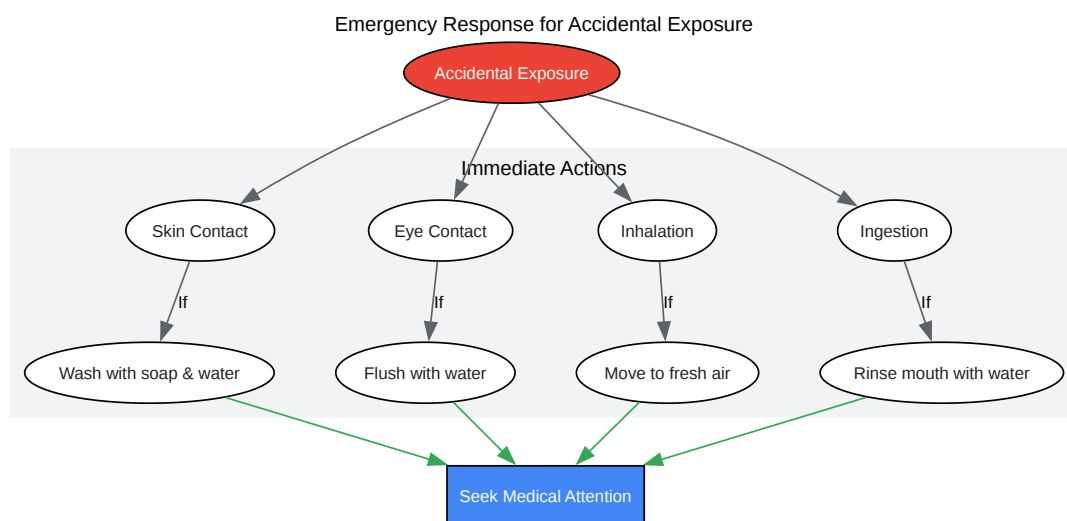 Emergency Response for Accidental Exposure
Accidental Exposure
Immediate Actions
Skin Contact
Eye Contact
Inhalation
Ingestion
If
If
If
If
Wash with soap & water
Flush with water
Move to fresh air
Rinse mouth with water
Seek Medical Attention